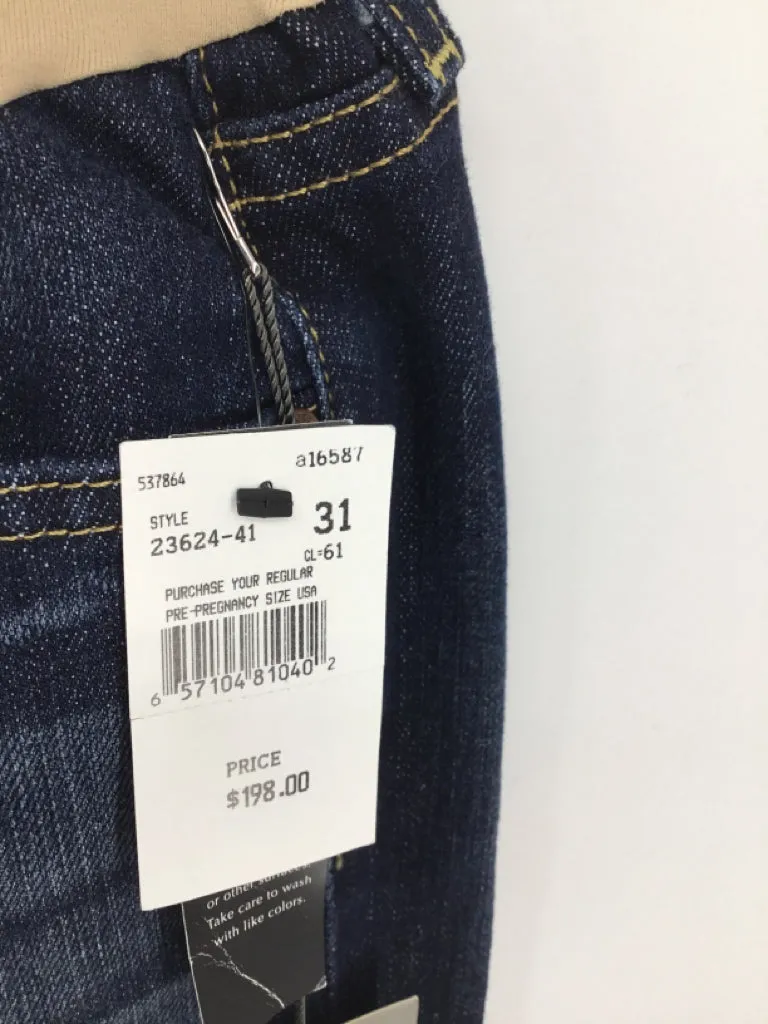 537864
a16587
STYLE
23624-41
31
CL=61
PURCHASE YOUR REGULAR
PRE-PREGNANCY SIZE USA
6 57104 81040 2
PRICE
$198.00
or other
Take care to wash
with like colors.